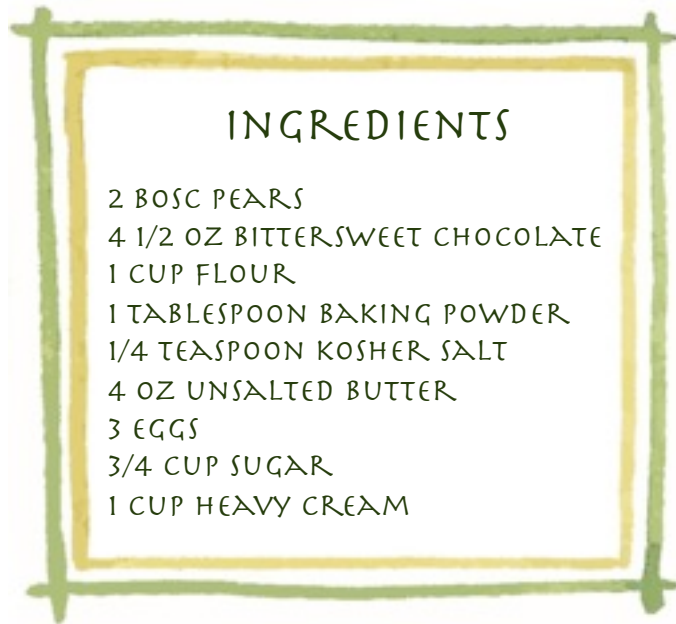 INGREDIENTS
2 BOSC PEARS
4 1/2 OZ BITTERSWEET CHOCOLATE
1 CUP FLOUR
1 TABLESPOON BAKING POWDER
1/4 TEASPOON KOSHER SALT
4 OZ UNSALTED BUTTER
3 EGGS
3/4 CUP SUGAR
1 CUP HEAVY CREAM